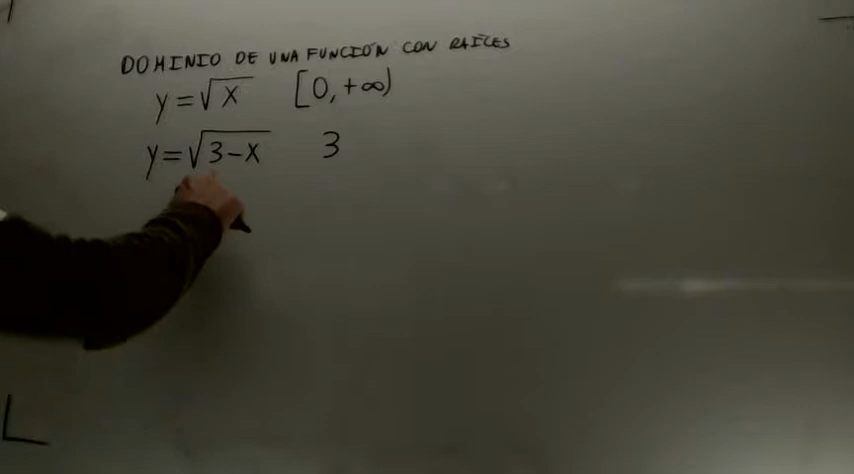 DOMINIO DE UNA FUNCIÓN CON RAÍCES
y=√x [0,+∞)
y=√3-x 3